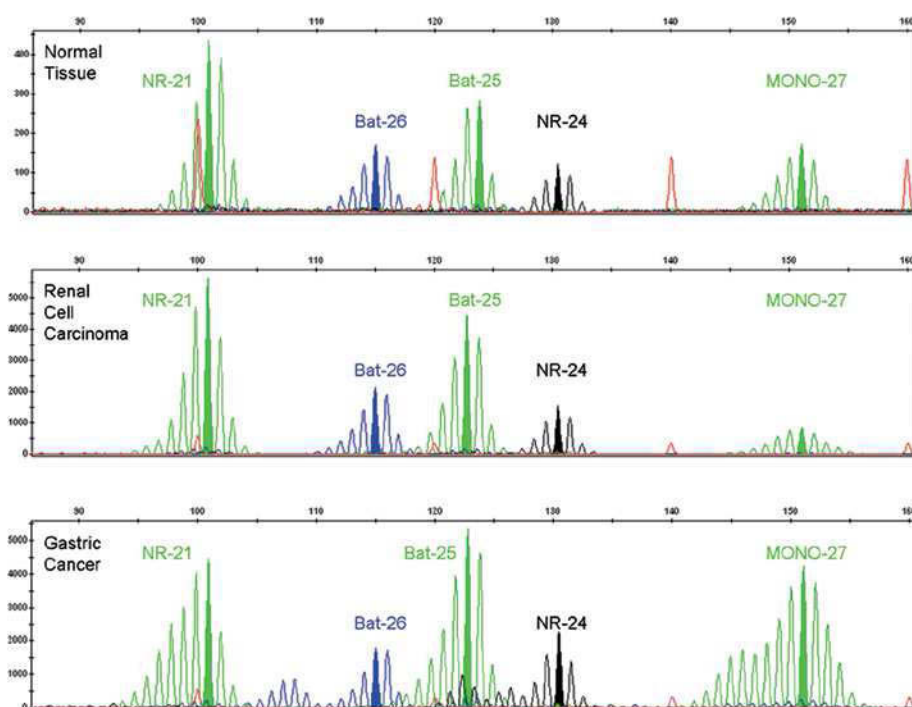 90 100 110 120 130 140 150 160
Normal
Tissue
NR-21
Bat-26
Bat-25
NR-24
MONO-27
400
300
200
100
0
90 100 110 120 130 140 150 160
Renal
Cell
Carcinoma
NR-21
Bat-26
Bat-25
NR-24
MONO-27
5000
4000
3000
2000
1000
0
90 100 110 120 130 140 150 160
Gastric
Cancer
NR-21
Bat-26
Bat-25
NR-24
MONO-27
5000
4000
3000
2000
1000
0